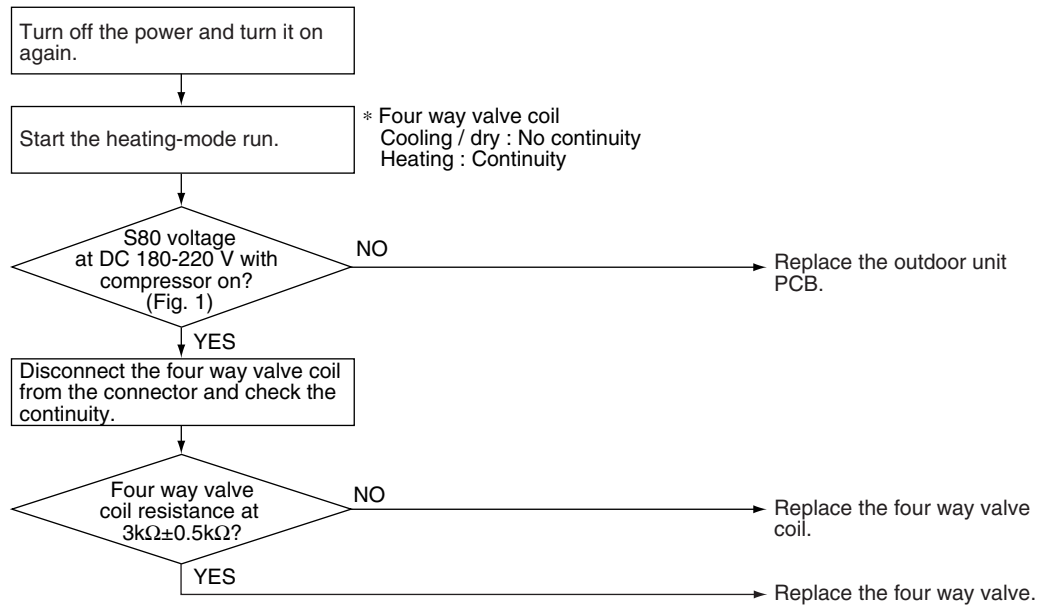 Turn off the power and turn it on
again.
Start the heating-mode run.
* Four way valve coil
Cooling / dry : No continuity
Heating : Continuity
S80 voltage
at DC 180-220 V with
compressor on?
(Fig. 1)
NO
Replace the outdoor unit
PCB.
YES
Disconnect the four way valve coil
from the connector and check the
continuity.
Four way valve
coil resistance at
3kΩ±0.5kΩ?
NO
Replace the four way valve
coil.
YES
Replace the four way valve.